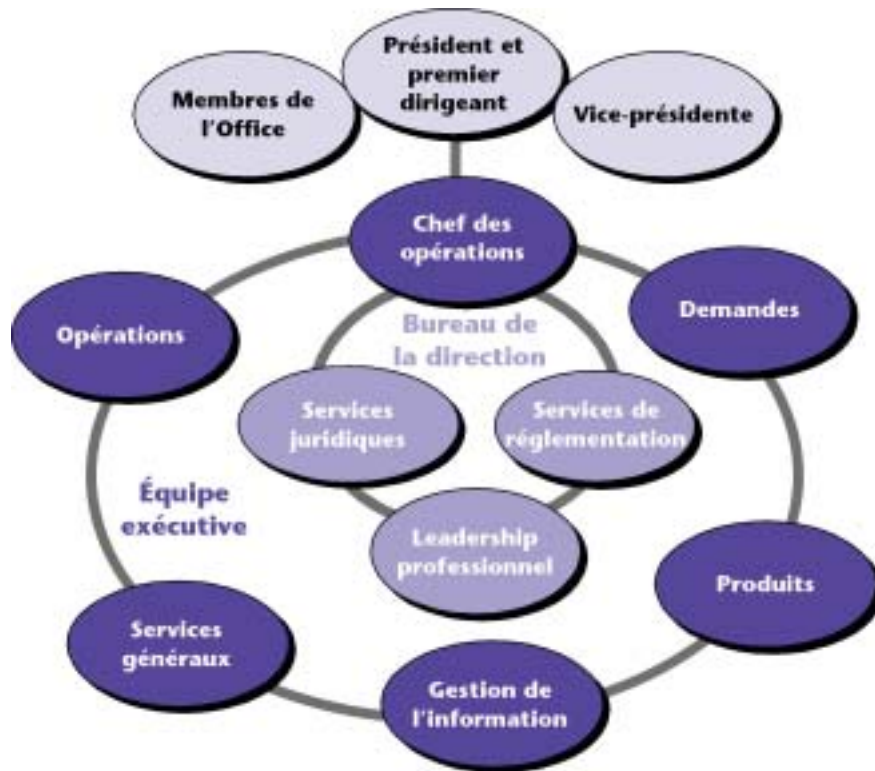 Président et
premier
dirigeant
Membres de
l'Office
Vice-présidente
Chef des
opérations
Opérations
Demandes
Bureau de
la direction
Services
juridiques
Services de
réglementation
Équipe
exécutive
Leadership
professionnel
Produits
Services
généraux
Gestion de
l'information